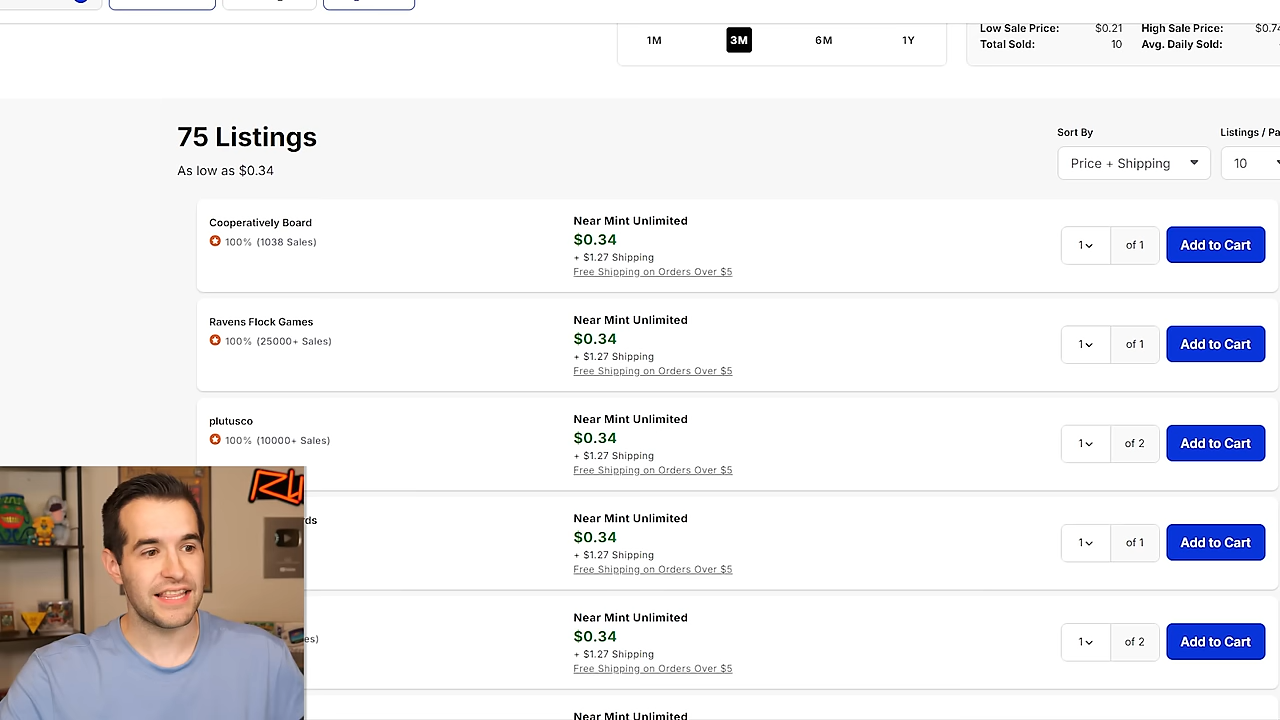 1M
3M
6M
1Y
Low Sale Price:
$0.21
High Sale Price:
Total Sold:
10
Avg. Daily Sold:
75 Listings
As low as $0.34
Sort By
Price + Shipping
Listings /
10
Cooperatively Board
100% (1038 Sales)
Near Mint Unlimited
$0.34
+ $1.27 Shipping
Free Shipping on Orders Over $5
1
of 1
Add to Cart
Ravens Flock Games
100% (25000+ Sales)
Near Mint Unlimited
$0.34
+ $1.27 Shipping
Free Shipping on Orders Over $5
1
of 1
Add to Cart
plutusco
100% (10000+ Sales)
Near Mint Unlimited
$0.34
+ $1.27 Shipping
Free Shipping on Orders Over $5
1
of 2
Add to Cart
Near Mint Unlimited
$0.34
+ $1.27 Shipping
Free Shipping on Orders Over $5
1
of 1
Add to Cart
Near Mint Unlimited
$0.34
+ $1.27 Shipping
Free Shipping on Orders Over $5
1
of 2
Add to Cart
Near Mint Unlimited